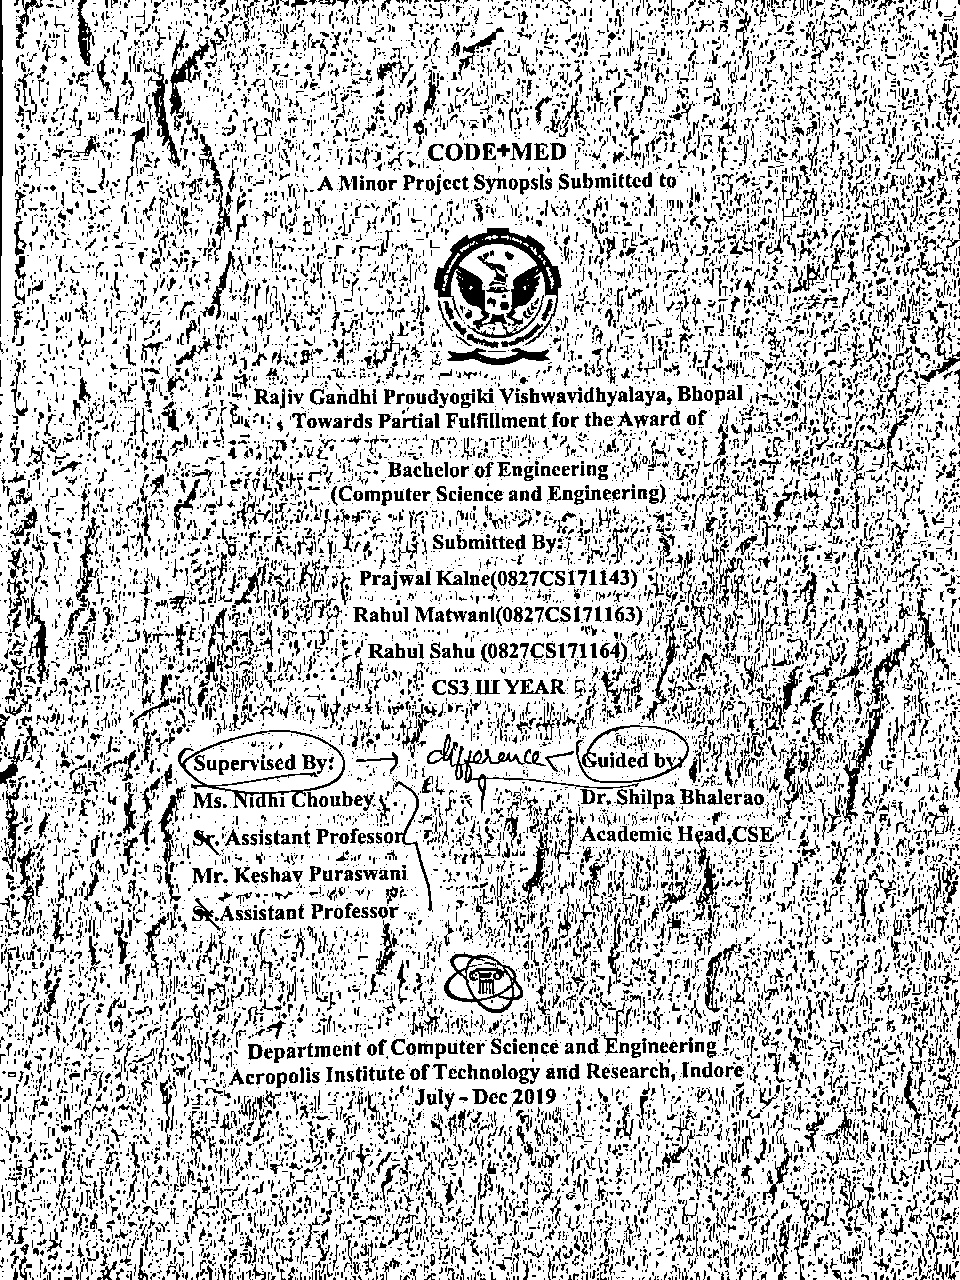 CODE+MED
A Minor Project Synopsis Submitted to
Rajiv Gandhi Proudyogiki Vishwavidhyalaya, Bhopal
Towards Partial Fulfillment for the Award of
Bachelor of Engineering
(Computer Science and Engineering)
Submitted By:
Prajwal Kalne(0827CS171143)
Rahul Matwani(0827CS171163)
Rahul Sahu (0827CS171164)
CS3 III YEAR
Supervised By: difference Guided by:
Ms. Nidhi Choubey Dr. Shilpa Bhalerao
Sr. Assistant Professor Academic Head,CSE
Mr. Keshav Puraswani
Sr.Assistant Professor
Department of Computer Science and Engineering
Acropolis Institute of Technology and Research, Indore
July - Dec 2019